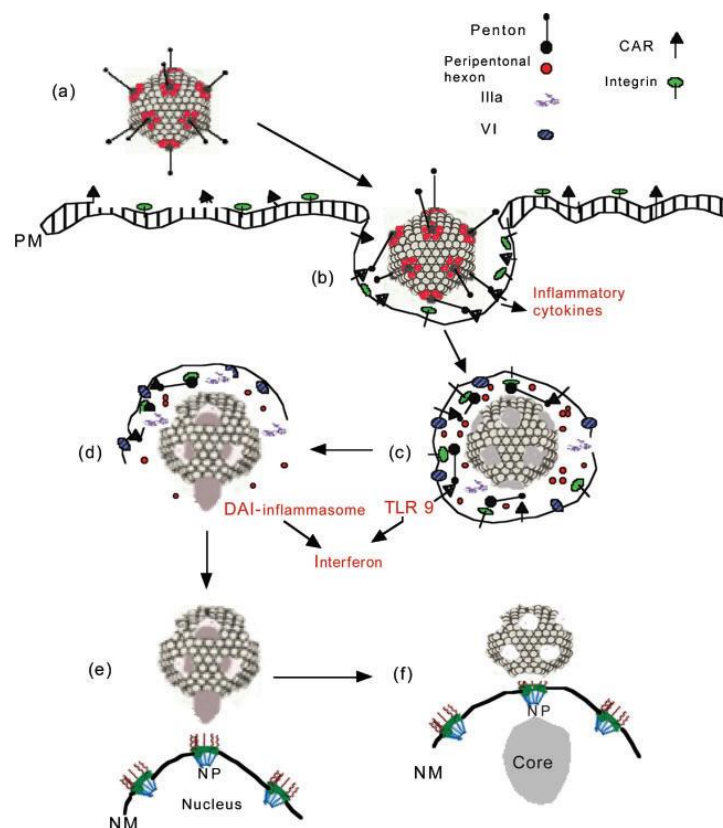 Penton
Peripentonal
hexon
IIIa
VI
CAR
Integrin
(a)
PM
(b)
Inflammatory
cytokines
(d)
(c)
DAI-inflammasome
TLR 9
Interferon
(e)
(f)
NP
Nucleus
NM
NP
Core
NM